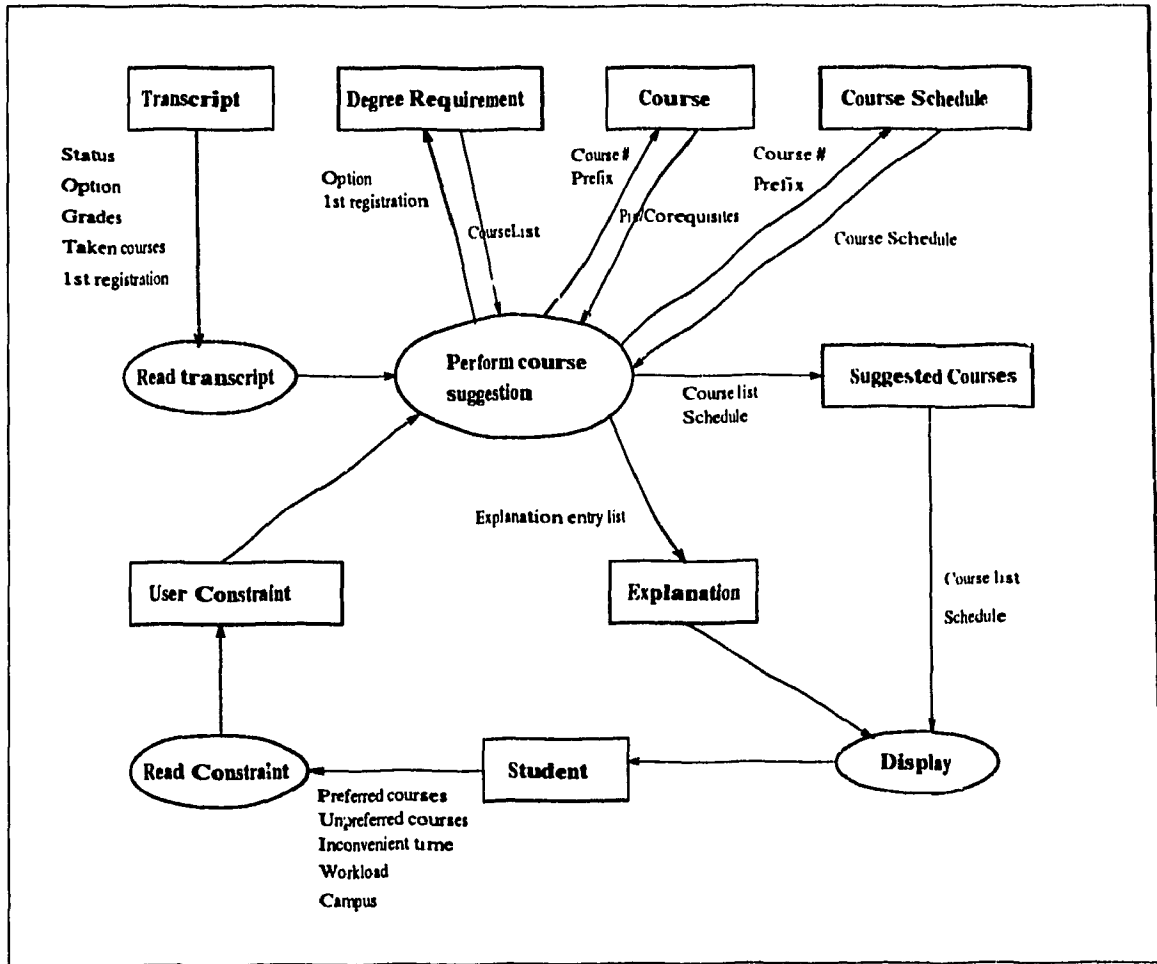 Transcript
Degree Requirement
Course
Course Schedule
Status
Option
Grades
Taken courses
1st registration
Option
1st registration
CourseList
Course #
Prefix
Pre/Corequisites
Course #
Prefix
Course Schedule
Read transcript
Perform course
suggestion
Course list
Schedule
Suggested Courses
Explanation entry list
User Constraint
Explanation
Course list
Schedule
Read Constraint
Student
Display
Preferred courses
Unpreferred courses
Inconvenient time
Workload
Campus